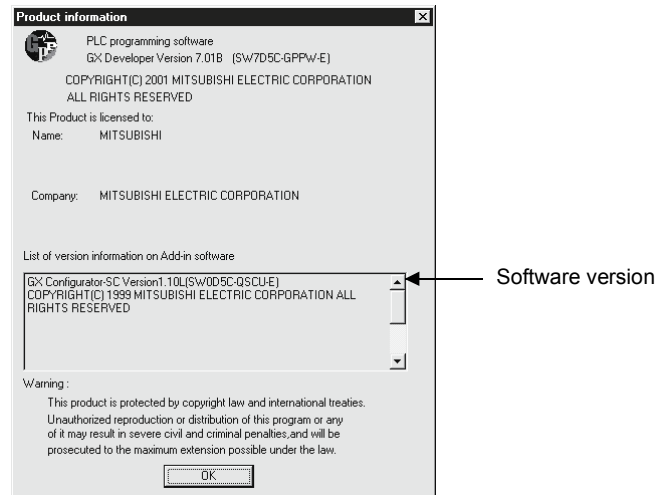 Product information
PLC programming software
GX Developer Version 7.01B (SW7D5C-GPPW-E)
COPYRIGHT(C) 2001 MITSUBISHI ELECTRIC CORPORATION
ALL RIGHTS RESERVED
This Product is licensed to:
Name: MITSUBISHI
Company: MITSUBISHI ELECTRIC CORPORATION
List of version information on Add-in software
GX Configurator-SC Version1.10L(SW0D5C-QSCU-E)
COPYRIGHT(C) 1999 MITSUBISHI ELECTRIC CORPORATION ALL
RIGHTS RESERVED
Software version
Warning :
This product is protected by copyright law and international treaties.
Unauthorized reproduction or distribution of this program or any
of it may result in severe civil and criminal penalties,and will be
prosecuted to the maximum extension possible under the law.
OK